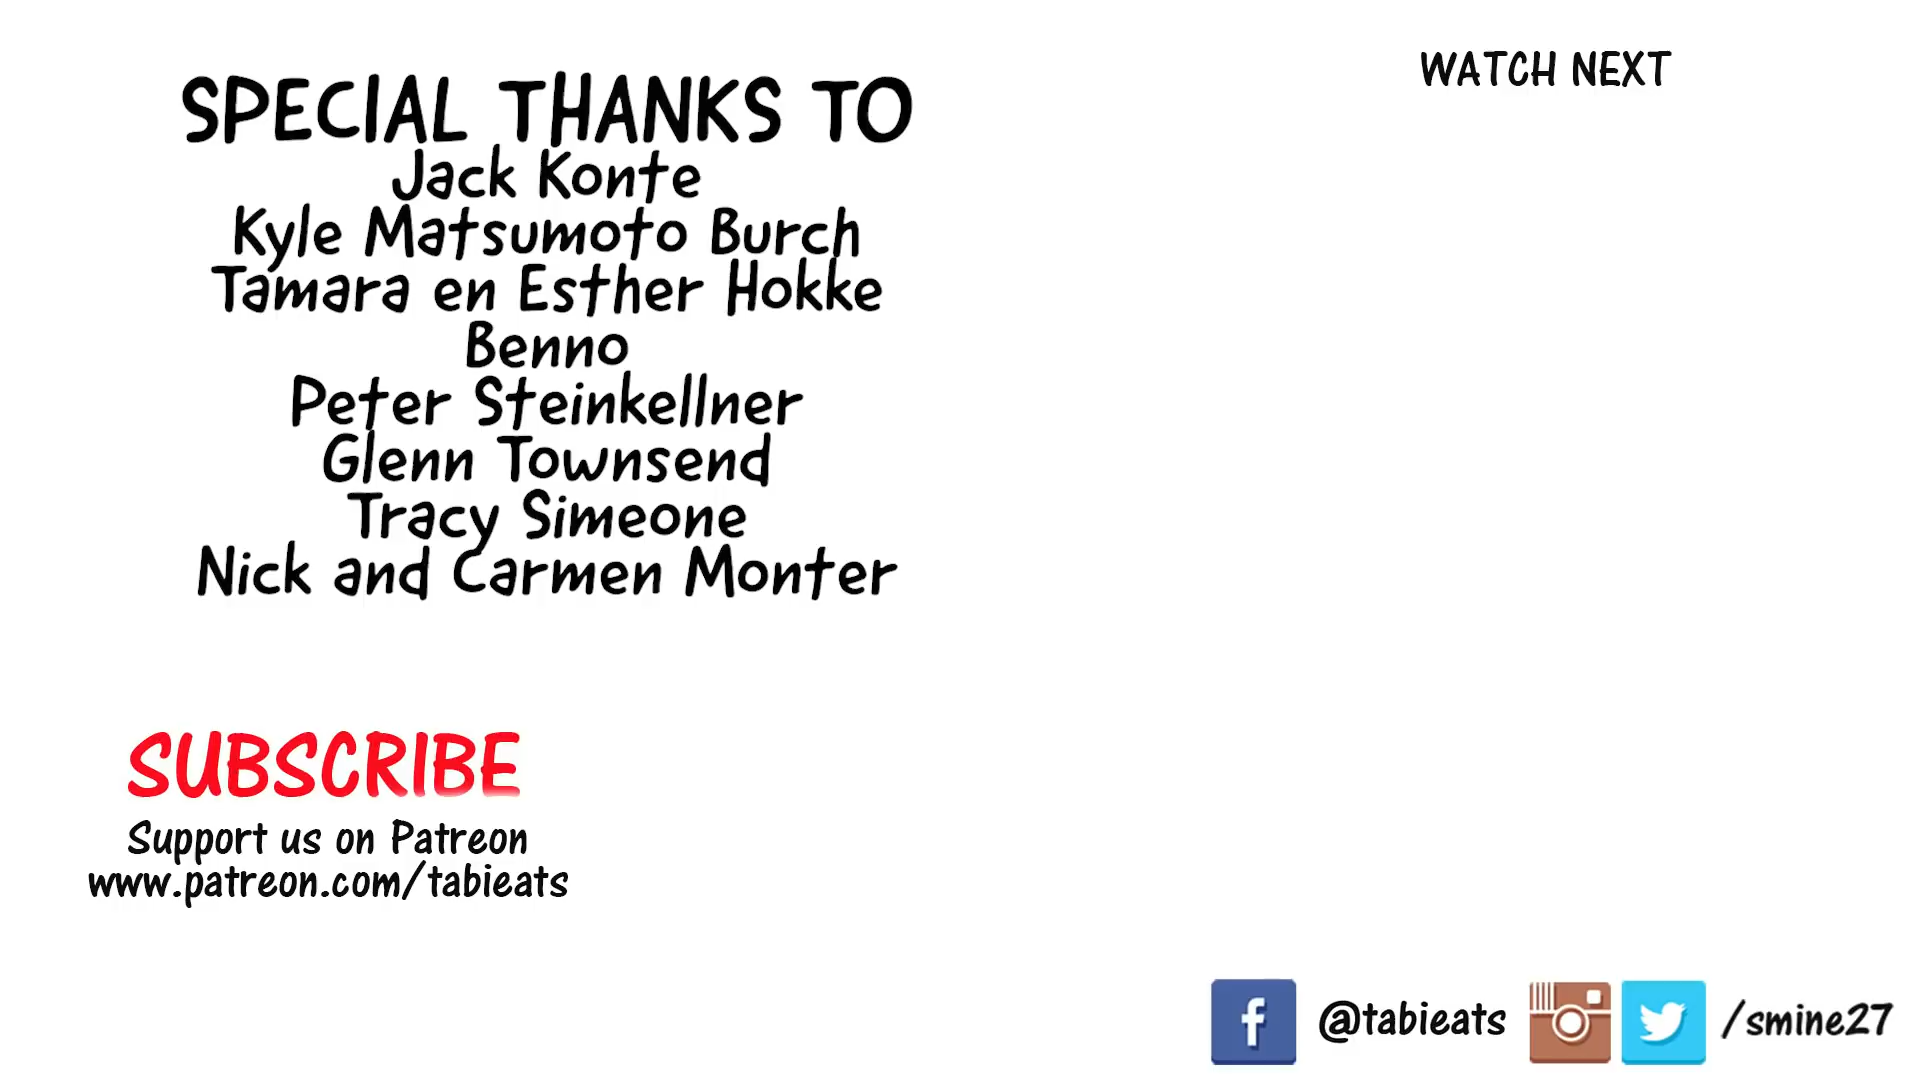 SPECIAL THANKS TO
Jack Konte
Kyle Matsumoto Burch
Tamara en Esther Hokke
Benno
Peter Steinkellner
Glenn Townsend
Tracy Simeone
Nick and Carmen Monter
WATCH NEXT
SUBSCRIBE
Support us on Patreon
www.patreon.com/tabieats
@tabieats /smine27